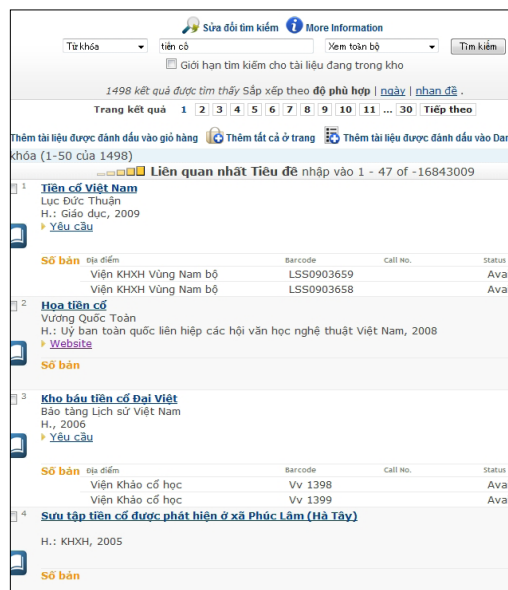 Sửa đổi tìm kiếm More Information
Từ khóa tiền cổ Xem toàn bộ Tìm kiếm
Giới hạn tìm kiếm cho tài liệu đang trong kho
1498 kết quả được tìm thấy Sắp xếp theo độ phù hợp | ngày | nhan đề .
Trang kết quả 1 2 3 4 5 6 7 8 9 10 11 ... 30 Tiếp theo
Thêm tài liệu được đánh dấu vào giỏ hàng Thêm tất cả ở trang Thêm tài liệu được đánh dấu vào Dan
khóa (1-50 của 1498)
Liên quan nhất Tiêu đề nhập vào 1 - 47 of -16843009
1 Tiền cổ Việt Nam
Lục Đức Thuận
H.: Giáo dục, 2009
Yêu cầu
Số bản Địa điểm Barcode Call No. Status
Viện KHXH Vùng Nam bộ LSS0903659 Ava
Viện KHXH Vùng Nam bộ LSS0903658 Ava
2 Họa tiền cổ
Vương Quốc Toàn
H.: Uỷ ban toàn quốc liên hiệp các hội văn học nghệ thuật Việt Nam, 2008
Website
Số bản
3 Kho báu tiền cổ Đại Việt
Bảo tàng Lịch sử Việt Nam
H., 2006
Yêu cầu
Số bản Địa điểm Barcode Call No. Status
Viện Khảo cổ học Vv 1398 Ava
Viện Khảo cổ học Vv 1399 Ava
4 Sưu tập tiền cổ được phát hiện ở xã Phúc Lâm (Hà Tây)
H.: KHXH, 2005
Số bản